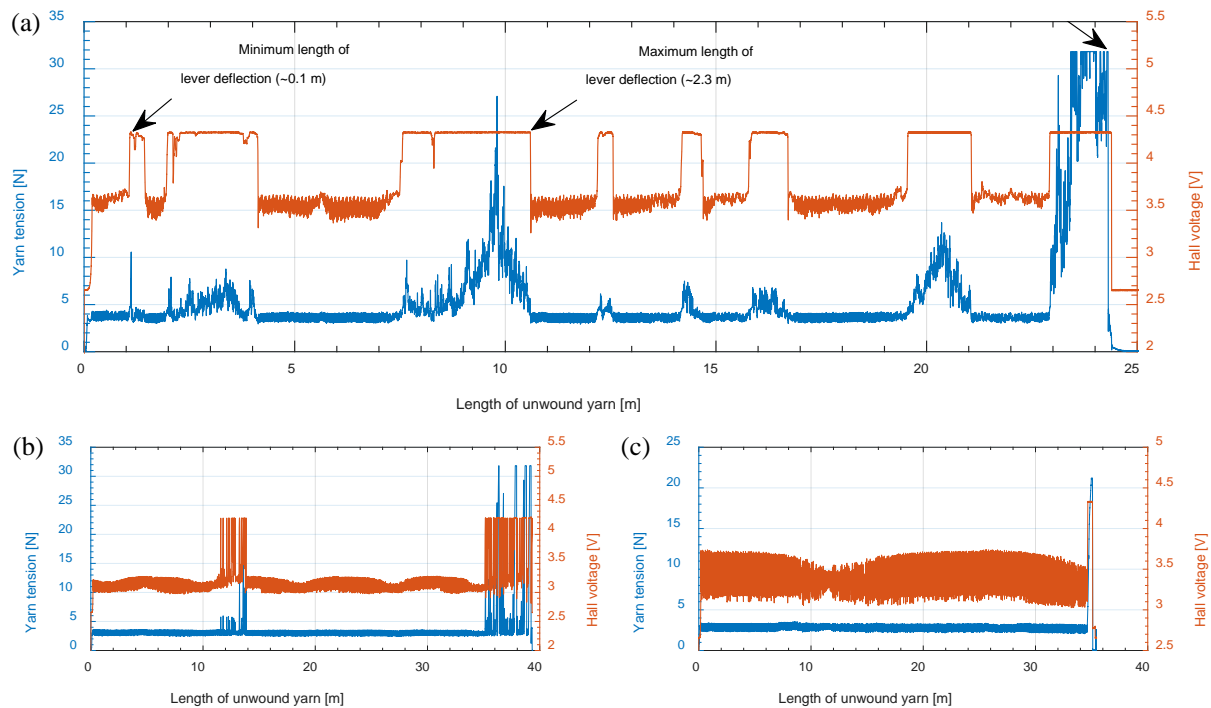 (a)
35
30
25
20
15
10
5
0
Yarn tension [N]
Minimum length of
lever deflection (~0.1 m)
Maximum length of
lever deflection (~2.3 m)
5.5
5
4.5
4
3.5
3
2.5
2
Hall voltage [V]
0 5 10 15 20 25
Length of unwound yarn [m]
(b)
35
30
25
20
15
10
5
0
Yarn tension [N]
5.5
5
4.5
4
3.5
3
2.5
2
Hall voltage [V]
0 10 20 30 40
Length of unwound yarn [m]
(c)
25
20
15
10
5
0
Yarn tension [N]
5
4.5
4
3.5
3
2.5
Hall voltage [V]
0 10 20 30 40
Length of unwound yarn [m]